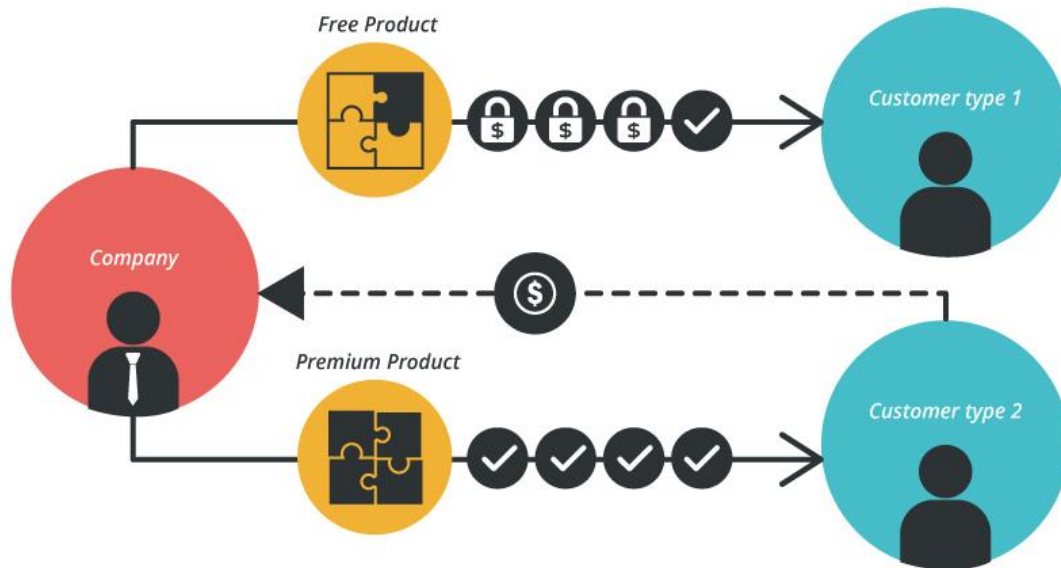 Free Product
Customer type 1
$ $ $
Company
$
Premium Product
Customer type 2